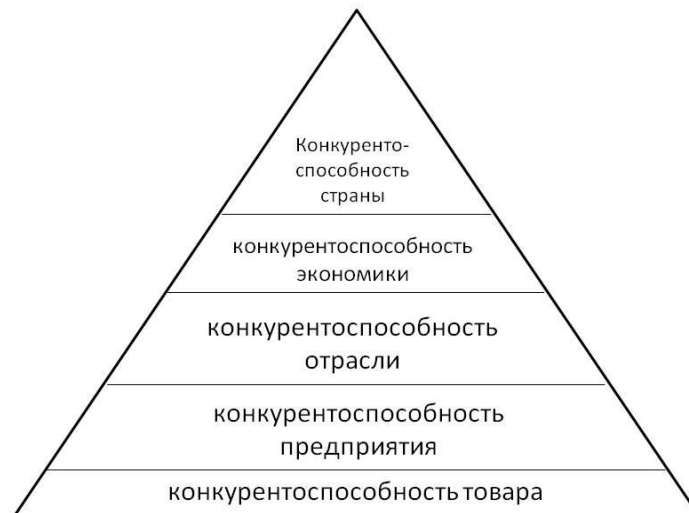 Конкуренто-
способность
страны
конкурентоспособность
экономики
конкурентоспособность
отрасли
конкурентоспособность
предприятия
конкурентоспособность товара